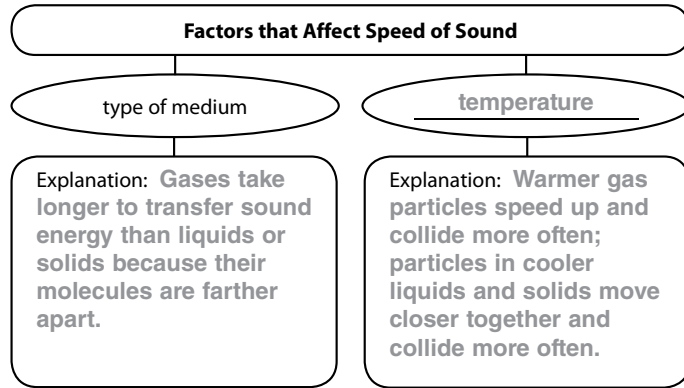 Factors that Affect Speed of Sound
type of medium
temperature
Explanation: Gases take
longer to transfer sound
energy than liquids or
solids because their
molecules are farther
apart.
Explanation: Warmer gas
particles speed up and
collide more often;
particles in cooler
liquids and solids move
closer together and
collide more often.